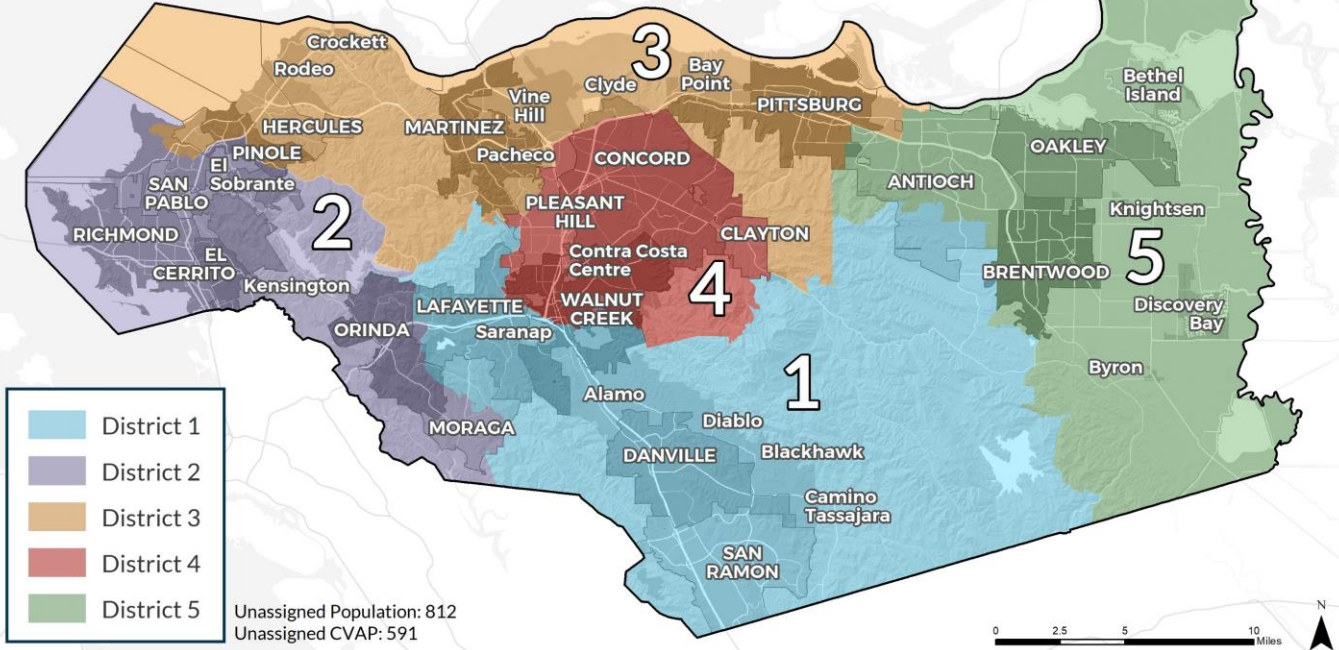 Crockett
Rodeo
HERCULES
PINOLE
El
Sobrante
SAN
PABLO
RICHMOND
EL
CERRITO
Kensington
2
MARTINEZ
Vine
Hill
Pacheco
Clyde
3
Bay
Point
PITTSBURG
CONCORD
PLEASANT
HILL
CLAYTON
Contra Costa
Centre
4
WALNUT
CREEK
LAFAYETTE
Saranap
ORINDA
MORAGA
Bethel
Island
OAKLEY
ANTIOCH
Knightsen
5
BRENTWOOD
Discovery
Bay
Byron
1
Alamo
Diablo
DANVILLE
Blackhawk
Camino
Tassajara
SAN
RAMON
District 1
District 2
District 3
District 4
District 5
Unassigned Population: 812
Unassigned CVAP: 591
N
0 2.5 5 10
Miles